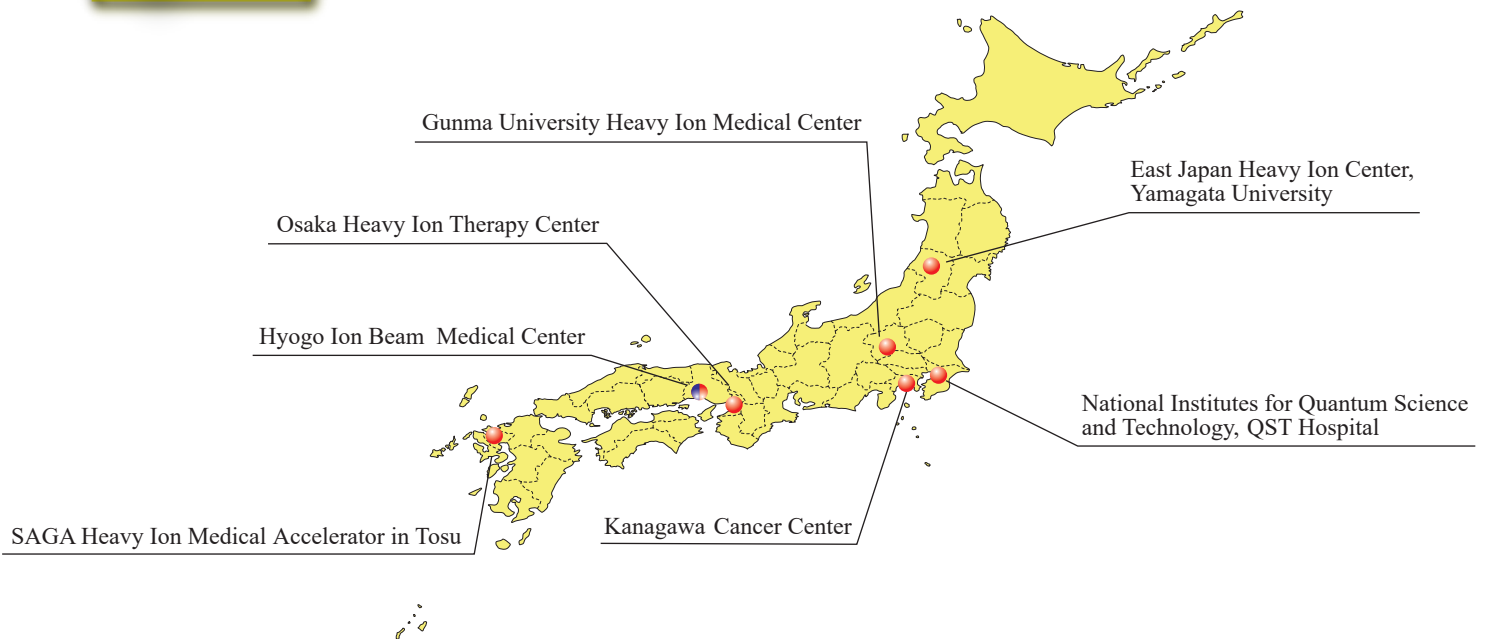 Gunma University Heavy Ion Medical Center
East Japan Heavy Ion Center,
Yamagata University
Osaka Heavy Ion Therapy Center
Hyogo Ion Beam Medical Center
National Institutes for Quantum Science
and Technology, QST Hospital
Kanagawa Cancer Center
SAGA Heavy Ion Medical Accelerator in Tosu